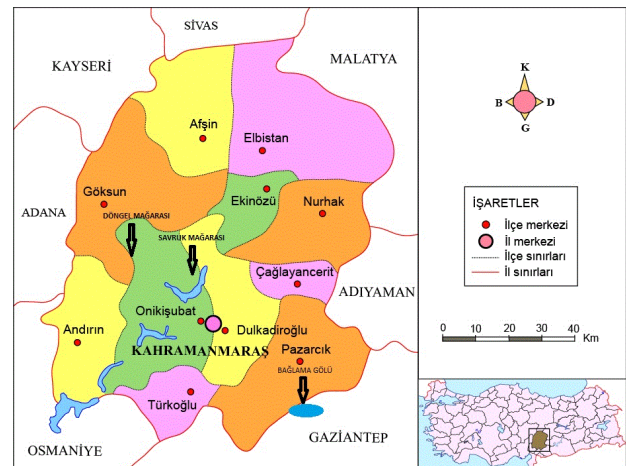 SİVAS
KAYSERİ
MALATYA
Afşin
Elbistan
Göksun
Ekinözü
Nurhak
ADANA
DÖNGEL MAĞARASI
SAVRUK MAĞARASI
Çağlayancerit
ADIYAMAN
Andırın
Onikişubat
Dulkadiroğlu
KAHRAMANMARAŞ
Pazarcık
BAĞLAMA GÖLÜ
Türkoğlu
OSMANİYE
GAZİANTEP
K
B D
G
İŞARETLER
İlçe merkezi
İl merkezi
İlçe sınırları
İl sınırları
0 10 20 30 40 Km